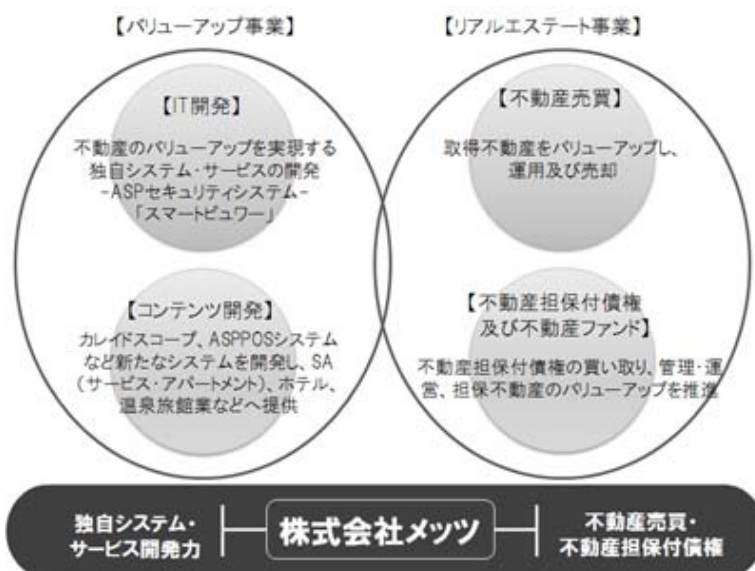 【バリューアップ事業】
【IT開発】
不動産のバリューアップを実現する
独自システム・サービスの開発
-ASPセキュリティシステム-
「スマートビュワー」
【コンテンツ開発】
カレイドスコープ、ASPPOSシステム
など新たなシステムを開発し、SA
(サービス・アパートメント)、ホテル、
温泉旅館業などへ提供
【リアルエステート事業】
【不動産売買】
取得不動産をバリューアップし、
運用及び売却
【不動産担保付債権
及び不動産ファンド】
不動産担保付債権の買い取り、管理・運
営、担保不動産のバリューアップを推進
独自システム・
サービス開発力
株式会社メッツ
不動産売買・
不動産担保付債権